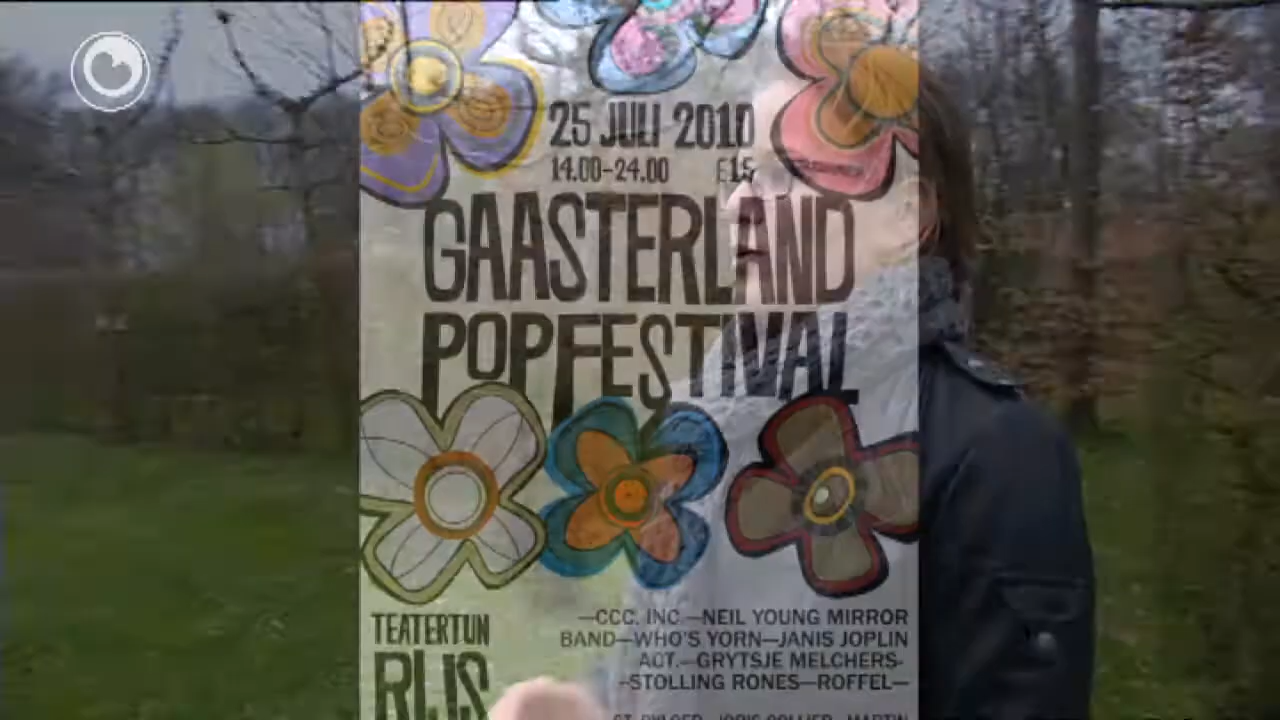 25 JULI 2010
14.00-24.00 £15
GAASTERLAND
POPFESTIVAL
TEATERTUN
RIJS
—CCC. INC.—NEIL YOUNG MIRROR
BAND—WHO'S YORN—JANIS JOPLIN
ACT.—GRYTSJE MELCHERS-
-STOLLING RONES—ROFFEL—